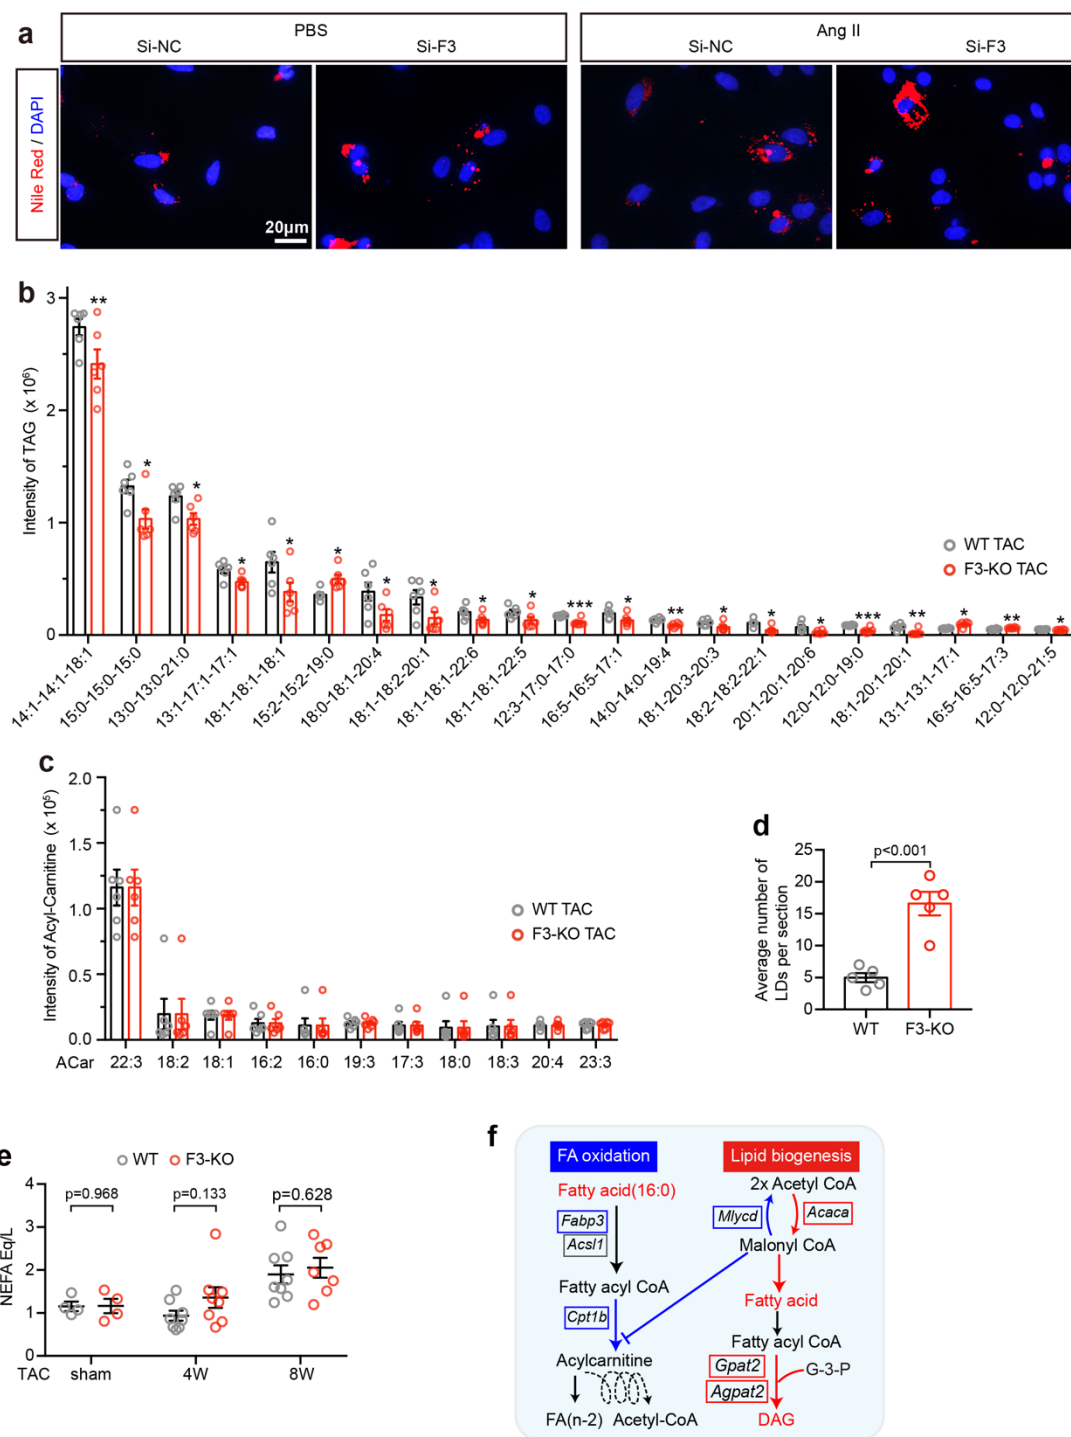 a
PBS
Ang II
Si-NC
Si-F3
Si-NC
Si-F3
Nile Red / DAPI
20μm
b
Intensity of TAG (x 10⁶)
3
2
1
0
**
*
*
*
*
*
*
*
*
*
***
*
**
*
*
*
***
**
*
**
*
WT TAC
F3-KO TAC
14:1-14:1-18:1
15:0-15:0-15:0
13:0-13:0-21:0
13:1-17:1-17:1
18:1-18:1-18:1
15:2-15:2-19:0
18:0-18:1-20:4
18:1-18:2-20:1
18:1-18:1-22:6
18:1-18:1-22:5
12:3-17:0-17:0
16:5-16:5-17:1
14:0-14:0-19:4
18:1-20:3-20:3
18:2-18:2-22:1
20:1-20:1-20:6
12:0-12:0-19:0
18:1-20:1-20:1
13:1-13:1-17:1
16:5-16:5-17:3
12:0-12:0-21:5
c
Intensity of Acyl-Carnitine (x 10⁵)
2.0
1.5
1.0
0.5
0.0
WT TAC
F3-KO TAC
ACar 22:3 18:2 18:1 16:2 16:0 19:3 17:3 18:0 18:3 20:4 23:3
d
Average number of
LDs per section
25
20
15
10
5
0
p<0.001
WT F3-KO
e
WT F3-KO
NEFA Eq/L
4
3
2
1
0
p=0.968 p=0.133 p=0.628
TAC sham 4W 8W
f
FA oxidation
Lipid biogenesis
Fatty acid(16:0)
2x Acetyl CoA
Fabp3
Acsl1
Mlycd
Acaca
Malonyl CoA
Fatty acyl CoA
Fatty acid
Cpt1b
Fatty acyl CoA
Acylcarnitine
Gpat2
G-3-P
Agpat2
FA(n-2) Acetyl-CoA
DAG